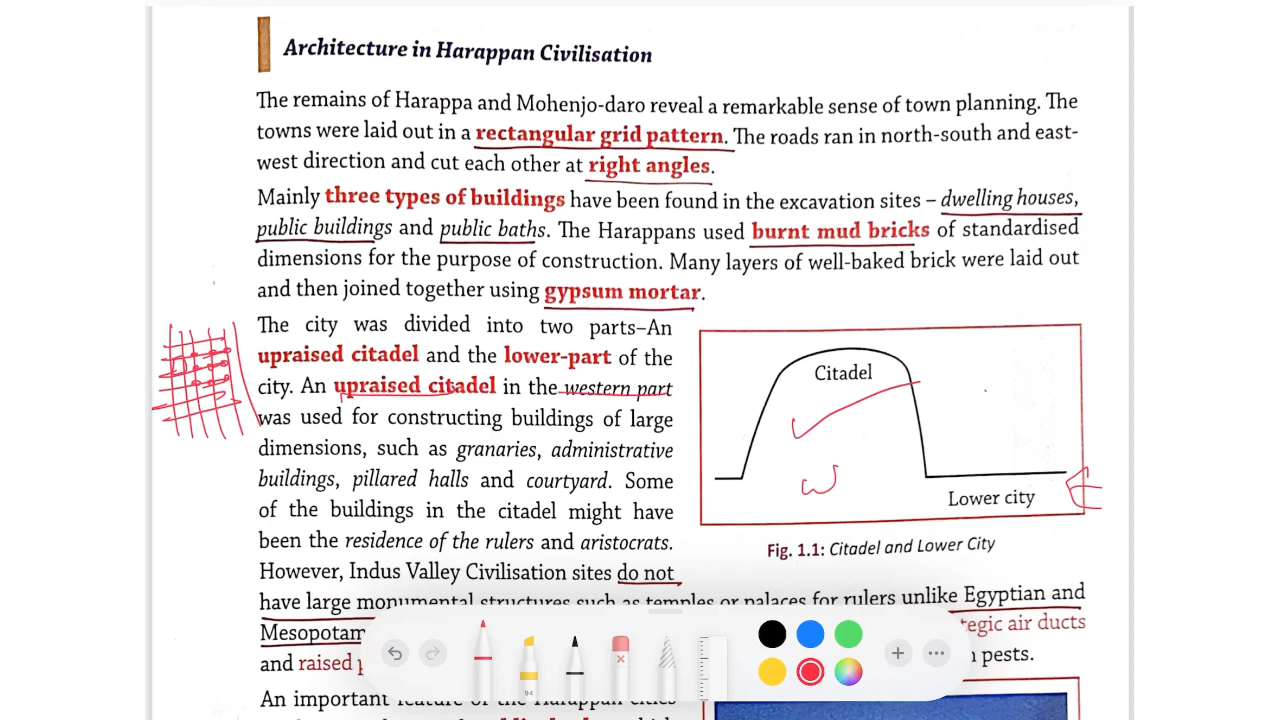 Architecture in Harappan Civilisation
The remains of Harappa and Mohenjo-daro reveal a remarkable sense of town planning. The
towns were laid out in a rectangular grid pattern. The roads ran in north-south and east-
west direction and cut each other at right angles.
Mainly three types of buildings have been found in the excavation sites – dwelling houses,
public buildings and public baths. The Harappans used burnt mud bricks of standardised
dimensions for the purpose of construction. Many layers of well-baked brick were laid out
and then joined together using gypsum mortar.
The city was divided into two parts–An
upraised citadel and the lower-part of the
city. An upraised citadel in the western part
was used for constructing buildings of large
dimensions, such as granaries, administrative
buildings, pillared halls and courtyard. Some
of the buildings in the citadel might have
been the residence of the rulers and aristocrats.
However, Indus Valley Civilisation sites do not
have large monumental structures such as temples or palaces for rulers unlike Egyptian and
Mesopotam
tegic air ducts
and raised
pests.
An important feature of the Harappan cities
Citadel
W
Lower city
Fig. 1.1: Citadel and Lower City